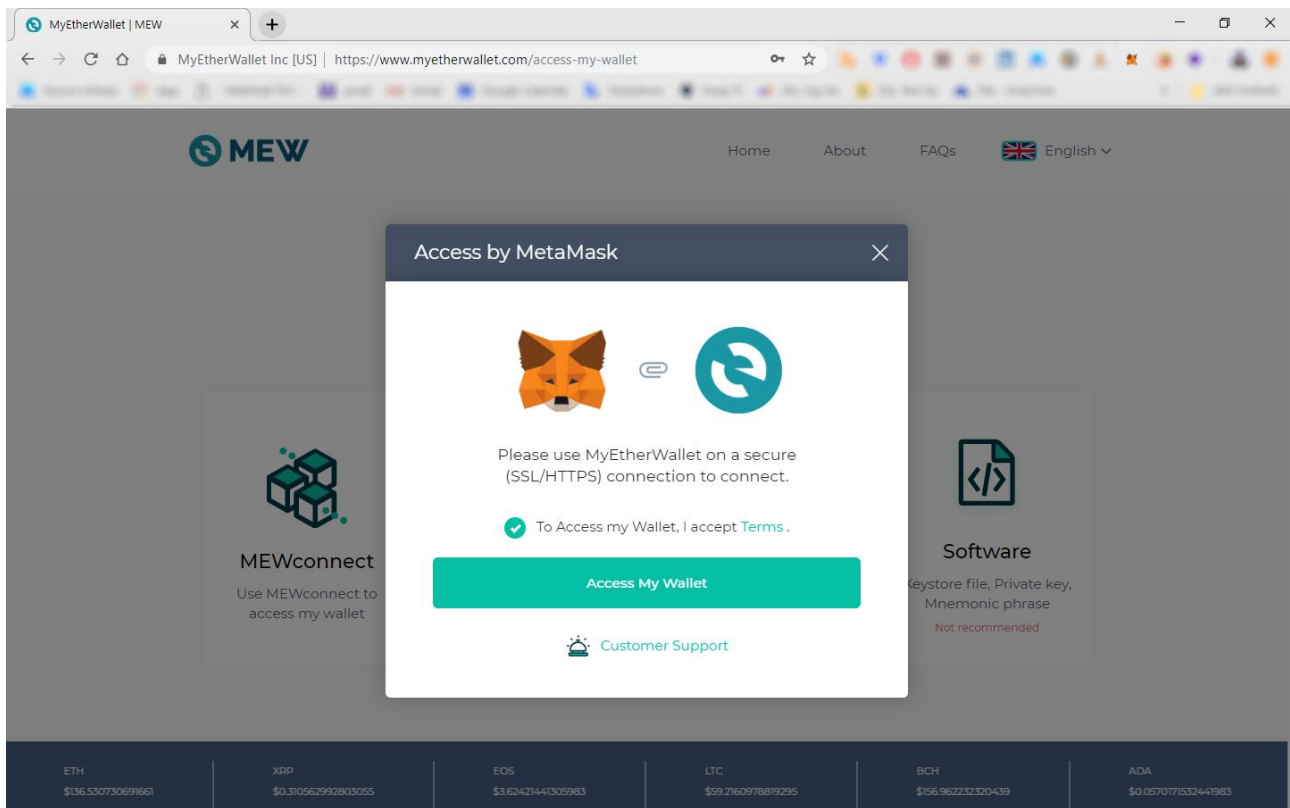 MyEtherWallet | MEW
MyEtherWallet Inc [US] | https://www.myetherwallet.com/access-my-wallet
MEW
Home About FAQs English
Access by MetaMask
Please use MyEtherWallet on a secure
(SSL/HTTPS) connection to connect.
To Access my Wallet, I accept Terms .
Access My Wallet
Customer Support
MEWconnect
Use MEWconnect to
access my wallet
Software
Keystore file, Private key,
Mnemonic phrase
Not recommended
ETH XRP EOS LTC BCH ADA
$136.530730691661 $0.310562992803055 $3.62421441305983 $59.2160978819295 $156.962232320439 $0.0570171532441983